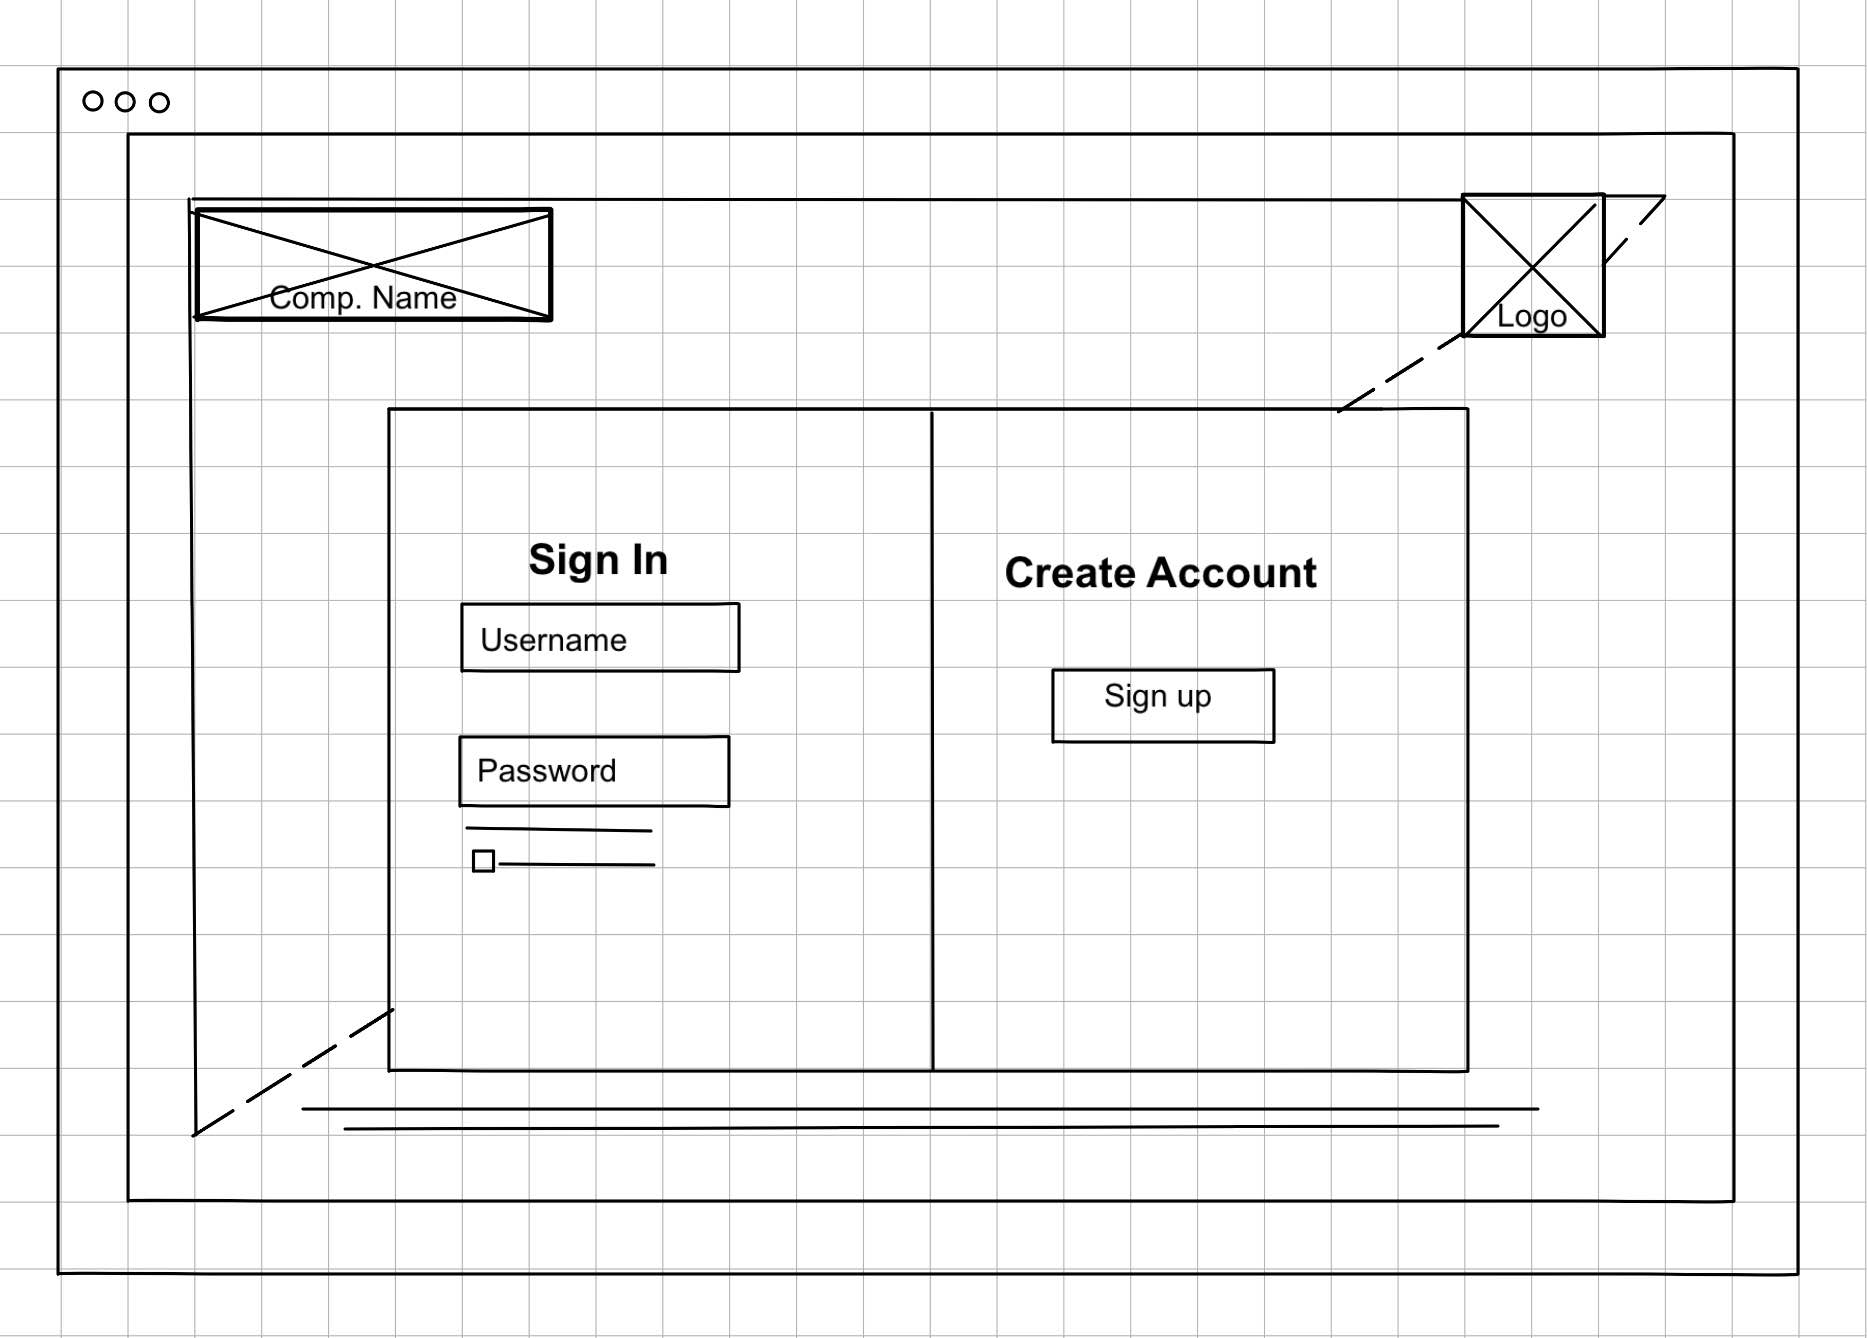 Comp. Name
Logo
Sign In
Username
Password
Create Account
Sign up